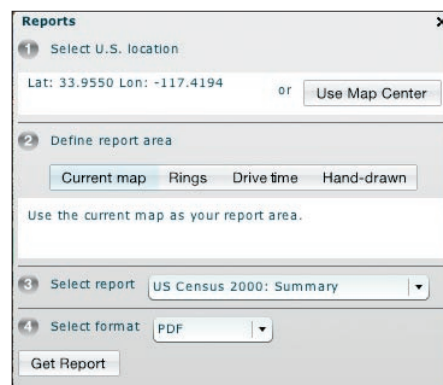 Reports
1 Select U.S. location
Lat: 33.9550 Lon: -117.4194 or Use Map Center
2 Define report area
Current map Rings Drive time Hand-drawn
Use the current map as your report area.
3 Select report US Census 2000: Summary
4 Select format PDF
Get Report